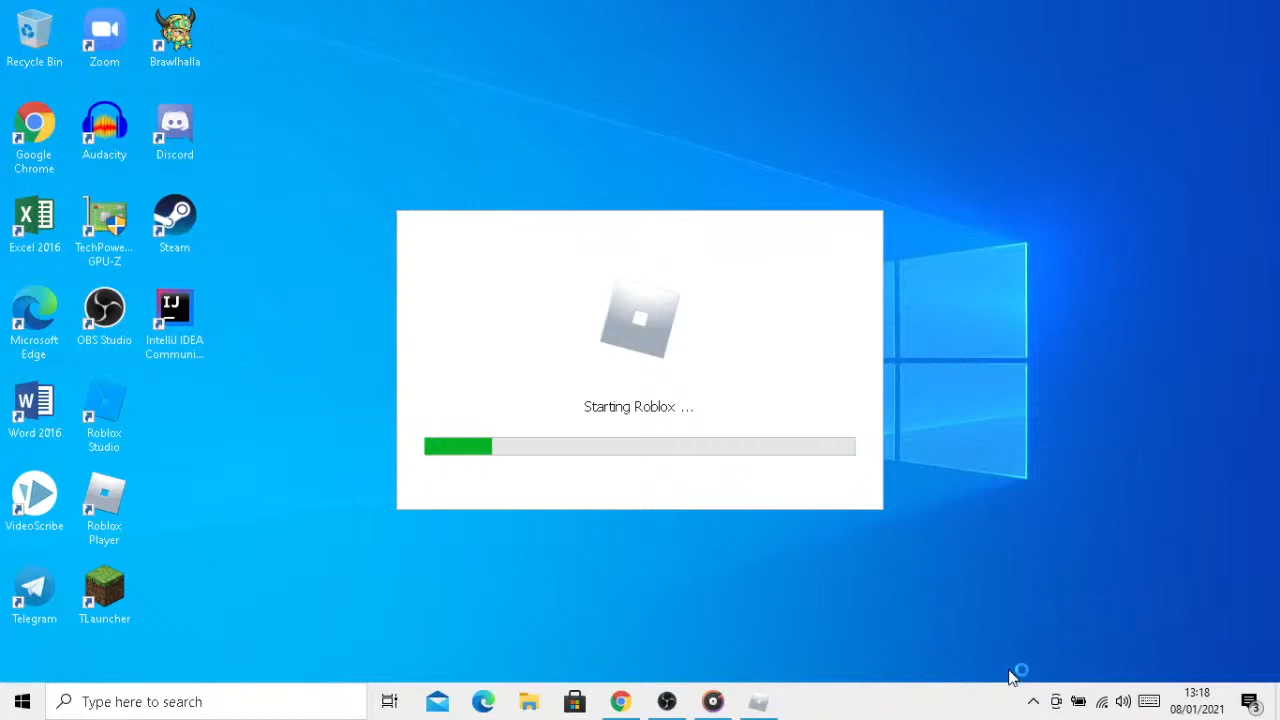 Recycle Bin
Zoom
Brawlhalla
Google
Chrome
Audacity
Discord
Excel 2016
TechPowe...
GPU-Z
Steam
Microsoft
Edge
OBS Studio
IntelliJ IDEA
Communi...
Word 2016
Roblox
Studio
VideoScribe
Roblox
Player
Telegram
TLauncher
X
IJ
W
Starting Roblox ...
Type here to search
13:18
08/01/2021
3